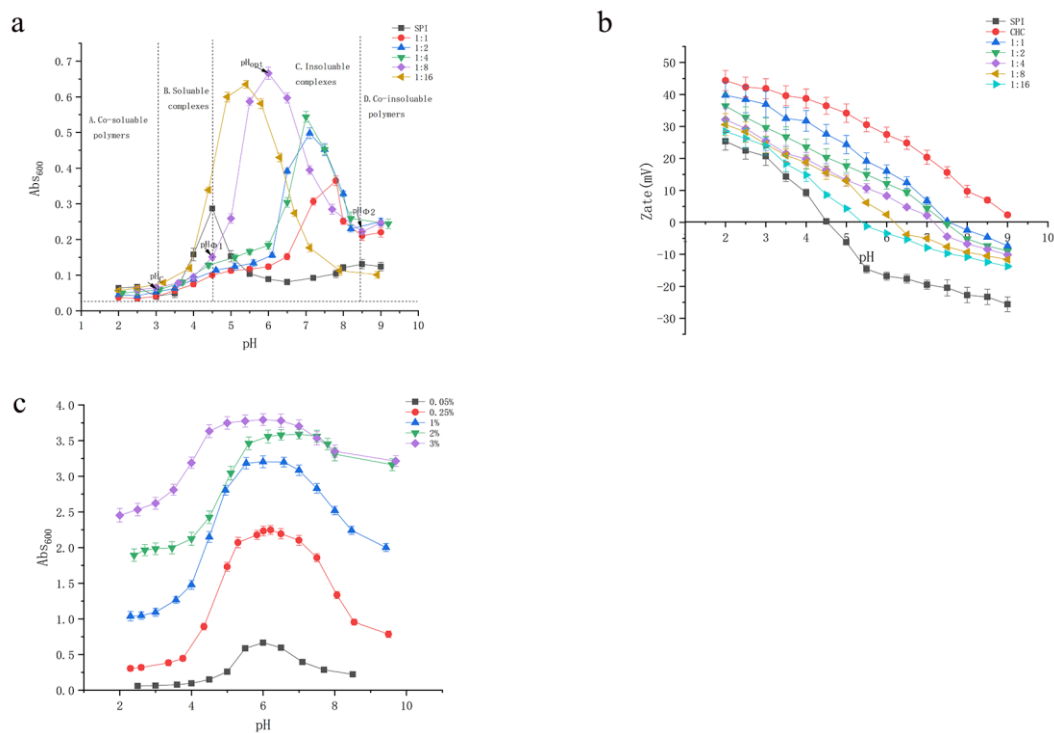 a
SPI
1:1
1:2
1:4
1:8
1:16
0.7
0.6
0.5
0.4
0.3
0.2
0.1
0.0
Abs600
pHopt
C. Insoluable
complexes
B. Soluable
complexes
D. Co-insoluable
polymers
A. Co-soluable
polymers
pHΦ2
pHΦ1
1 2 3 4 5 6 7 8 9 10
pH
b
SPI
CHC
1:1
1:2
1:4
1:8
1:16
50
40
30
20
10
0
-10
-20
-30
Zate(mV)
2 3 4 5 6 7 8 9
pH
c
0.05%
0.25%
1%
2%
3%
4.0
3.5
3.0
2.5
2.0
1.5
1.0
0.5
0.0
Abs600
2 4 6 8 10
pH